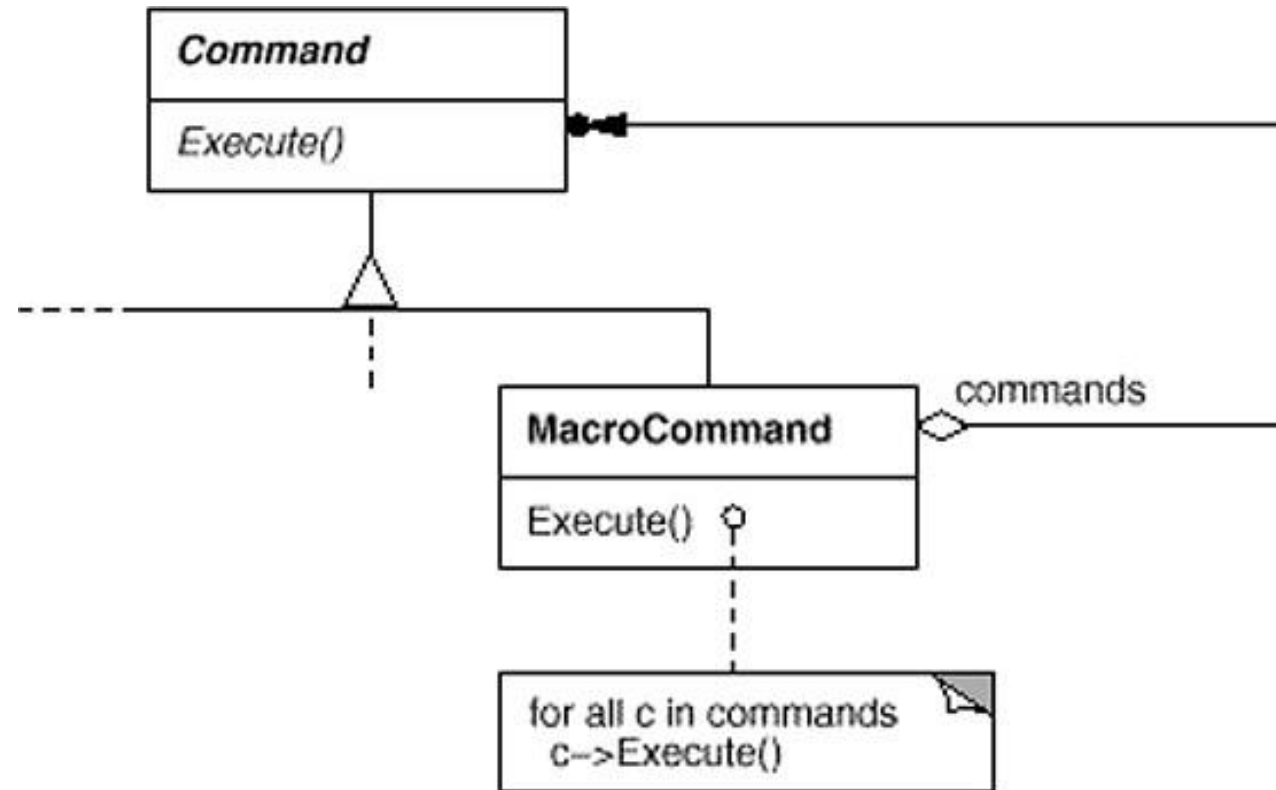 Command
Execute()
commands
MacroCommand
Execute()
for all c in commands
c->Execute()